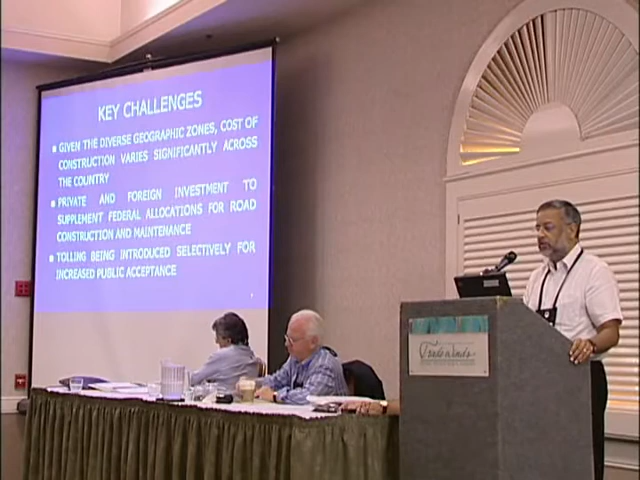 KEY CHALLENGES
GIVEN THE DIVERSE GEOGRAPHIC ZONES, COST OF
CONSTRUCTION VARIES SIGNIFICANTLY ACROSS
THE COUNTRY
PRIVATE AND FOREIGN INVESTMENT TO
SUPPLEMENT FEDERAL ALLOCATIONS FOR ROAD
CONSTRUCTION AND MAINTENANCE
TOLLING BEING INTRODUCED SELECTIVELY FOR
INCREASED PUBLIC ACCEPTANCE
Tradewinds